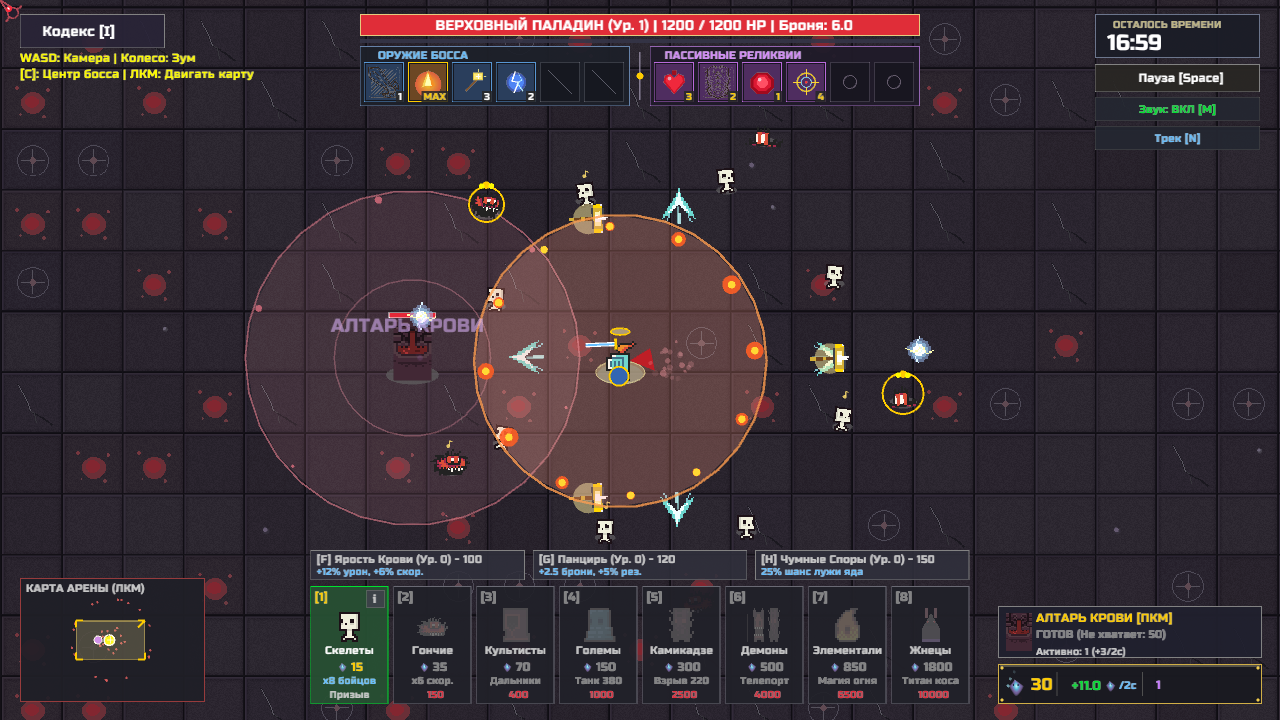 Кодекс [I]
WASD: Камера | Колесо: Зум
[C]: Центр босса | ЛКМ: Двигать карту
ВЕРХОВНЫЙ ПАЛАДИН (Ур. 1) | 1200 / 1200 HP | Броня: 6.0
ОРУЖИЕ БОССА
1
MAX
3
2
ПАССИВНЫЕ РЕЛИКВИИ
3
2
1
4
ОСТАЛОСЬ ВРЕМЕНИ
16:59
Пауза [Space]
Звук: ВКЛ [M]
Трек [N]
АЛТАРЬ КРОВИ
[F] Ярость Крови (Ур. 0) - 100
+12% урон, +6% скор.
[G] Панцирь (Ур. 0) - 120
+2.5 брони, +5% рез.
[H] Чумные Споры (Ур. 0) - 150
25% шанс лужи яда
КАРТА АРЕНЫ (ЛКМ)
[1]
i
Скелеты
15
x8 бойцов
Призыв
[2]
Гончие
35
x6 скор.
150
[3]
Культисты
70
Дальники
400
[4]
Големы
150
Танк 380
1000
[5]
Камикадзе
300
Взрыв 220
2500
[6]
Демоны
500
Телепорт
4000
[7]
Элементали
850
Магия огня
6500
[8]
Жнецы
1800
Титан коса
10000
АЛТАРЬ КРОВИ [ПКМ]
ГОТОВ (Не хватает: 50)
Активно: 1 (+3/2с)
30
+11.0
/2с
1